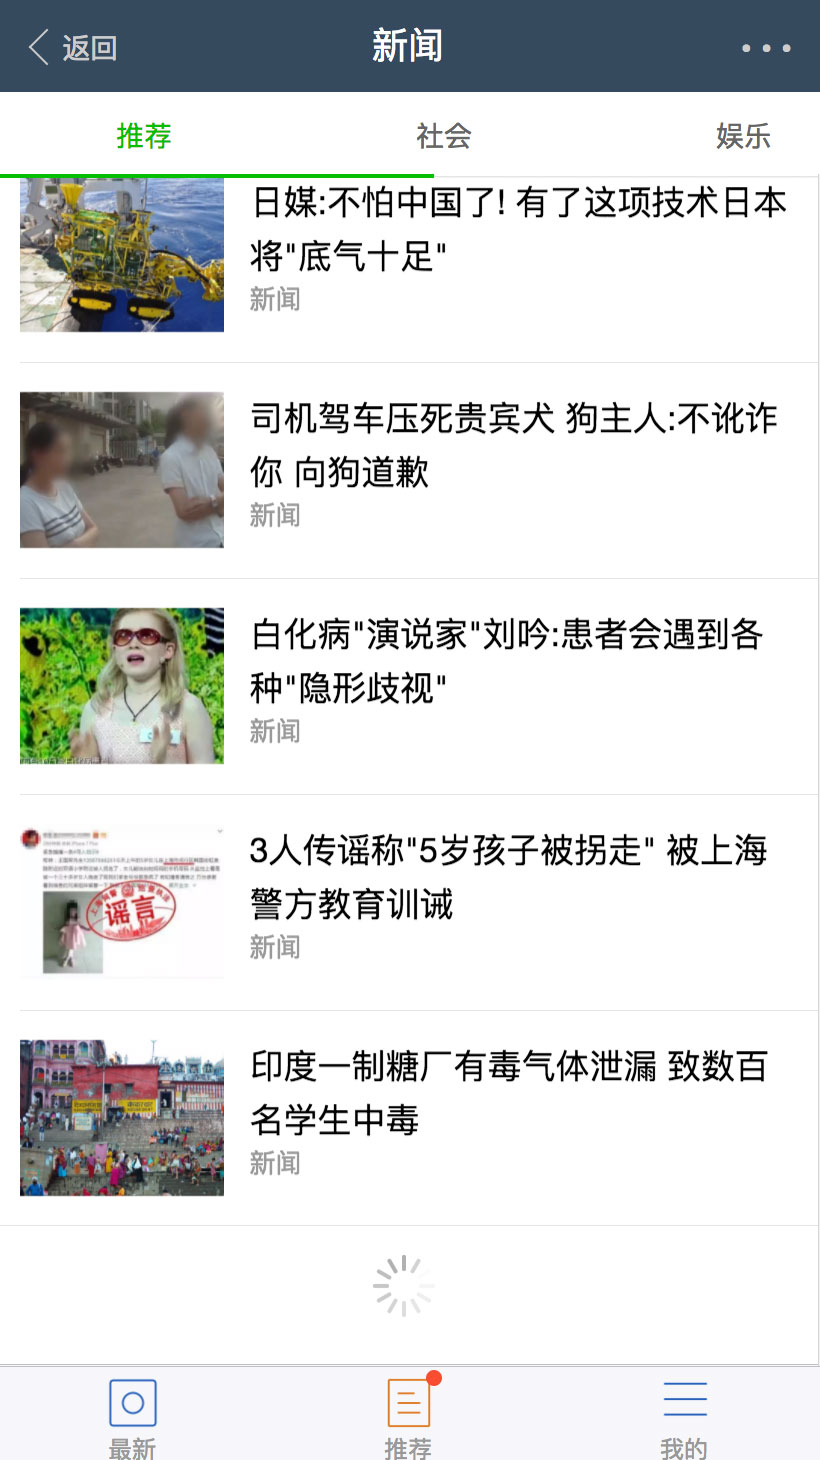 返回
新闻
推荐
社会
娱乐
日媒:不怕中国了! 有了这项技术日本
将"底气十足"
新闻
司机驾车压死贵宾犬 狗主人:不讹诈
你 向狗道歉
新闻
白化病"演说家"刘吟:患者会遇到各
种"隐形歧视"
新闻
3人传谣称"5岁孩子被拐走" 被上海
警方教育训诫
新闻
谣言
印度一制糖厂有毒气体泄漏 致数百
名学生中毒
新闻
最新
推荐
我的